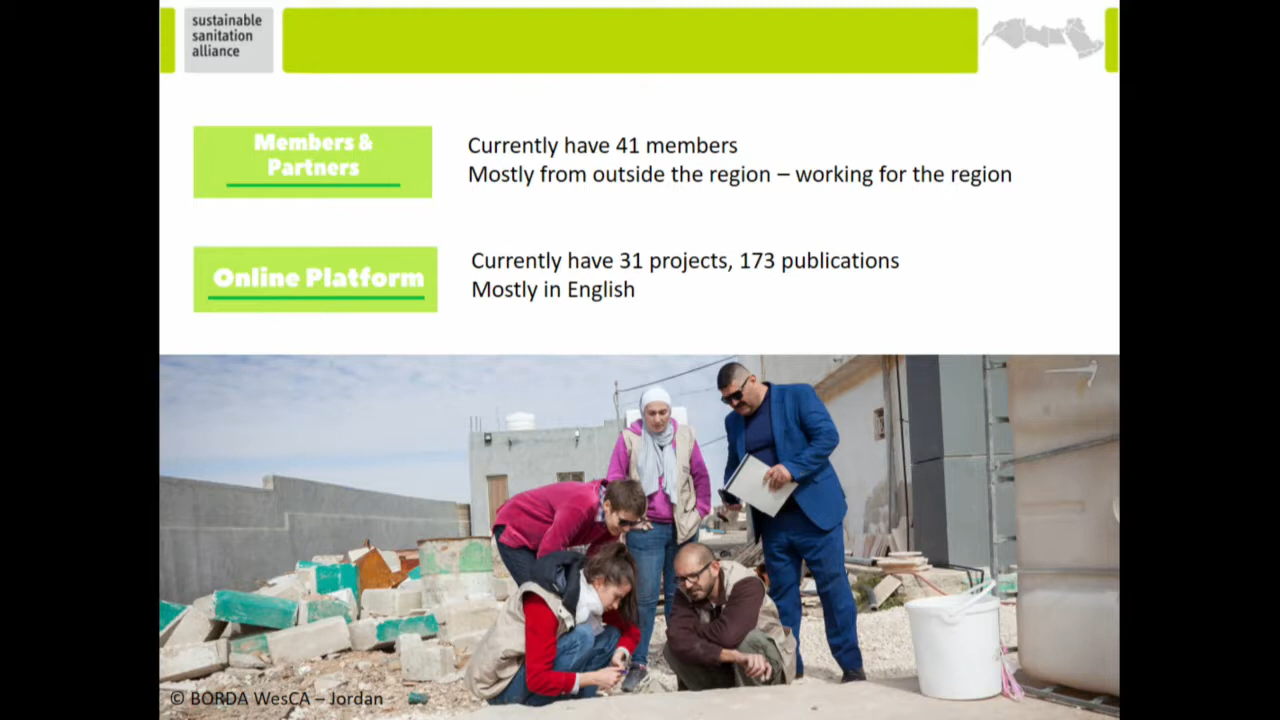 sustainable
sanitation
alliance
Members &
Partners
Currently have 41 members
Mostly from outside the region – working for the region
Online Platform
Currently have 31 projects, 173 publications
Mostly in English
© BORDA WesCA – Jordan